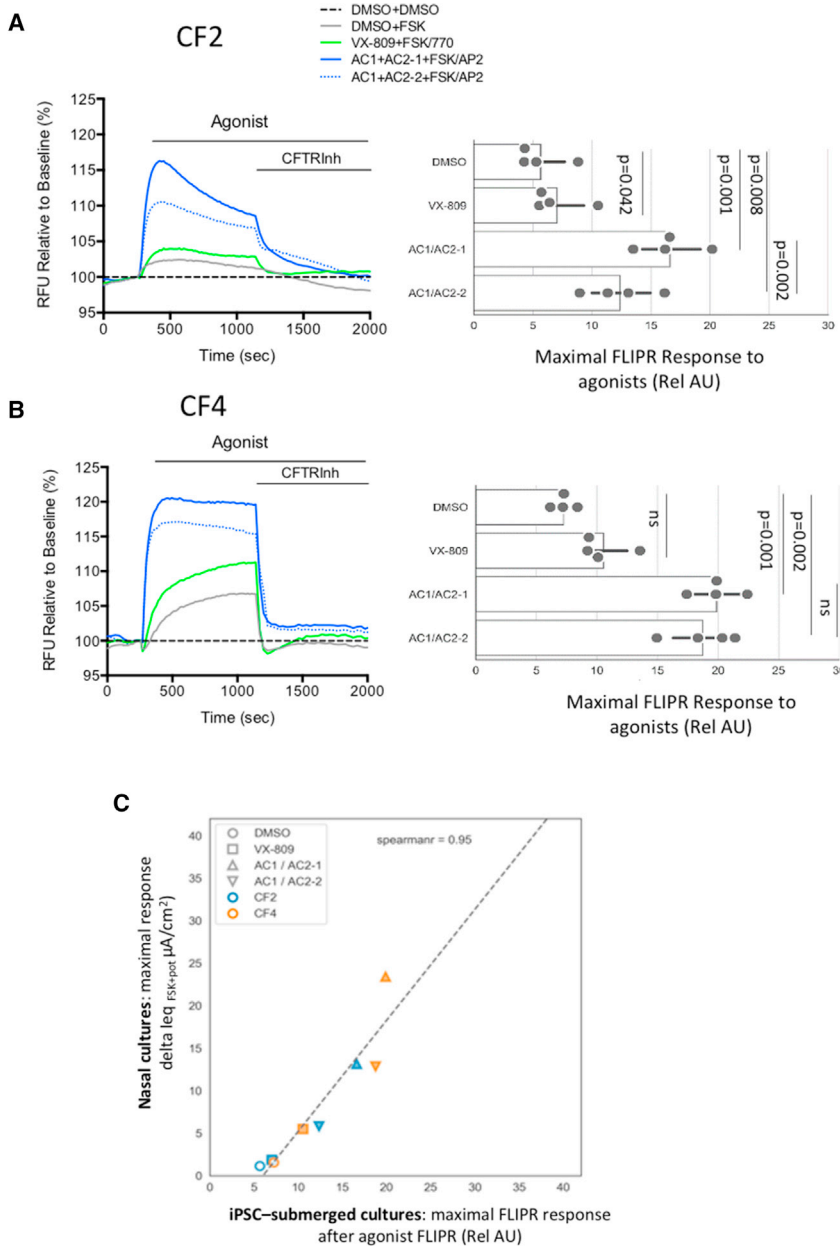 A
CF2
DMSO+DMSO
DMSO+FSK
VX-809+FSK/770
AC1+AC2-1+FSK/AP2
AC1+AC2-2+FSK/AP2
RFU Relative to Baseline (%)
125
120
115
110
105
100
95
Agonist
CFTRInh
0
500
1000
1500
2000
Time (sec)
DMSO
VX-809
AC1/AC2-1
AC1/AC2-2
p=0.042
p=0.001
p=0.008
p=0.002
0
5
10
15
20
25
30
Maximal FLIPR Response to
agonists (Rel AU)
B
CF4
RFU Relative to Baseline (%)
125
120
115
110
105
100
95
Agonist
CFTRInh
0
500
1000
1500
2000
Time (sec)
DMSO
VX-809
AC1/AC2-1
AC1/AC2-2
ns
p=0.001
p=0.002
ns
0
5
10
15
20
25
30
Maximal FLIPR Response to
agonists (Rel AU)
C
DMSO
VX-809
AC1 / AC2-1
AC1 / AC2-2
CF2
CF4
spearmanr = 0.95
Nasal cultures: maximal response
delta Ieq FSK+pot µA/cm²)
40
35
30
25
20
15
10
5
0
0
5
10
15
20
25
30
35
40
iPSC–submerged cultures: maximal FLIPR response
after agonist FLIPR (Rel AU)